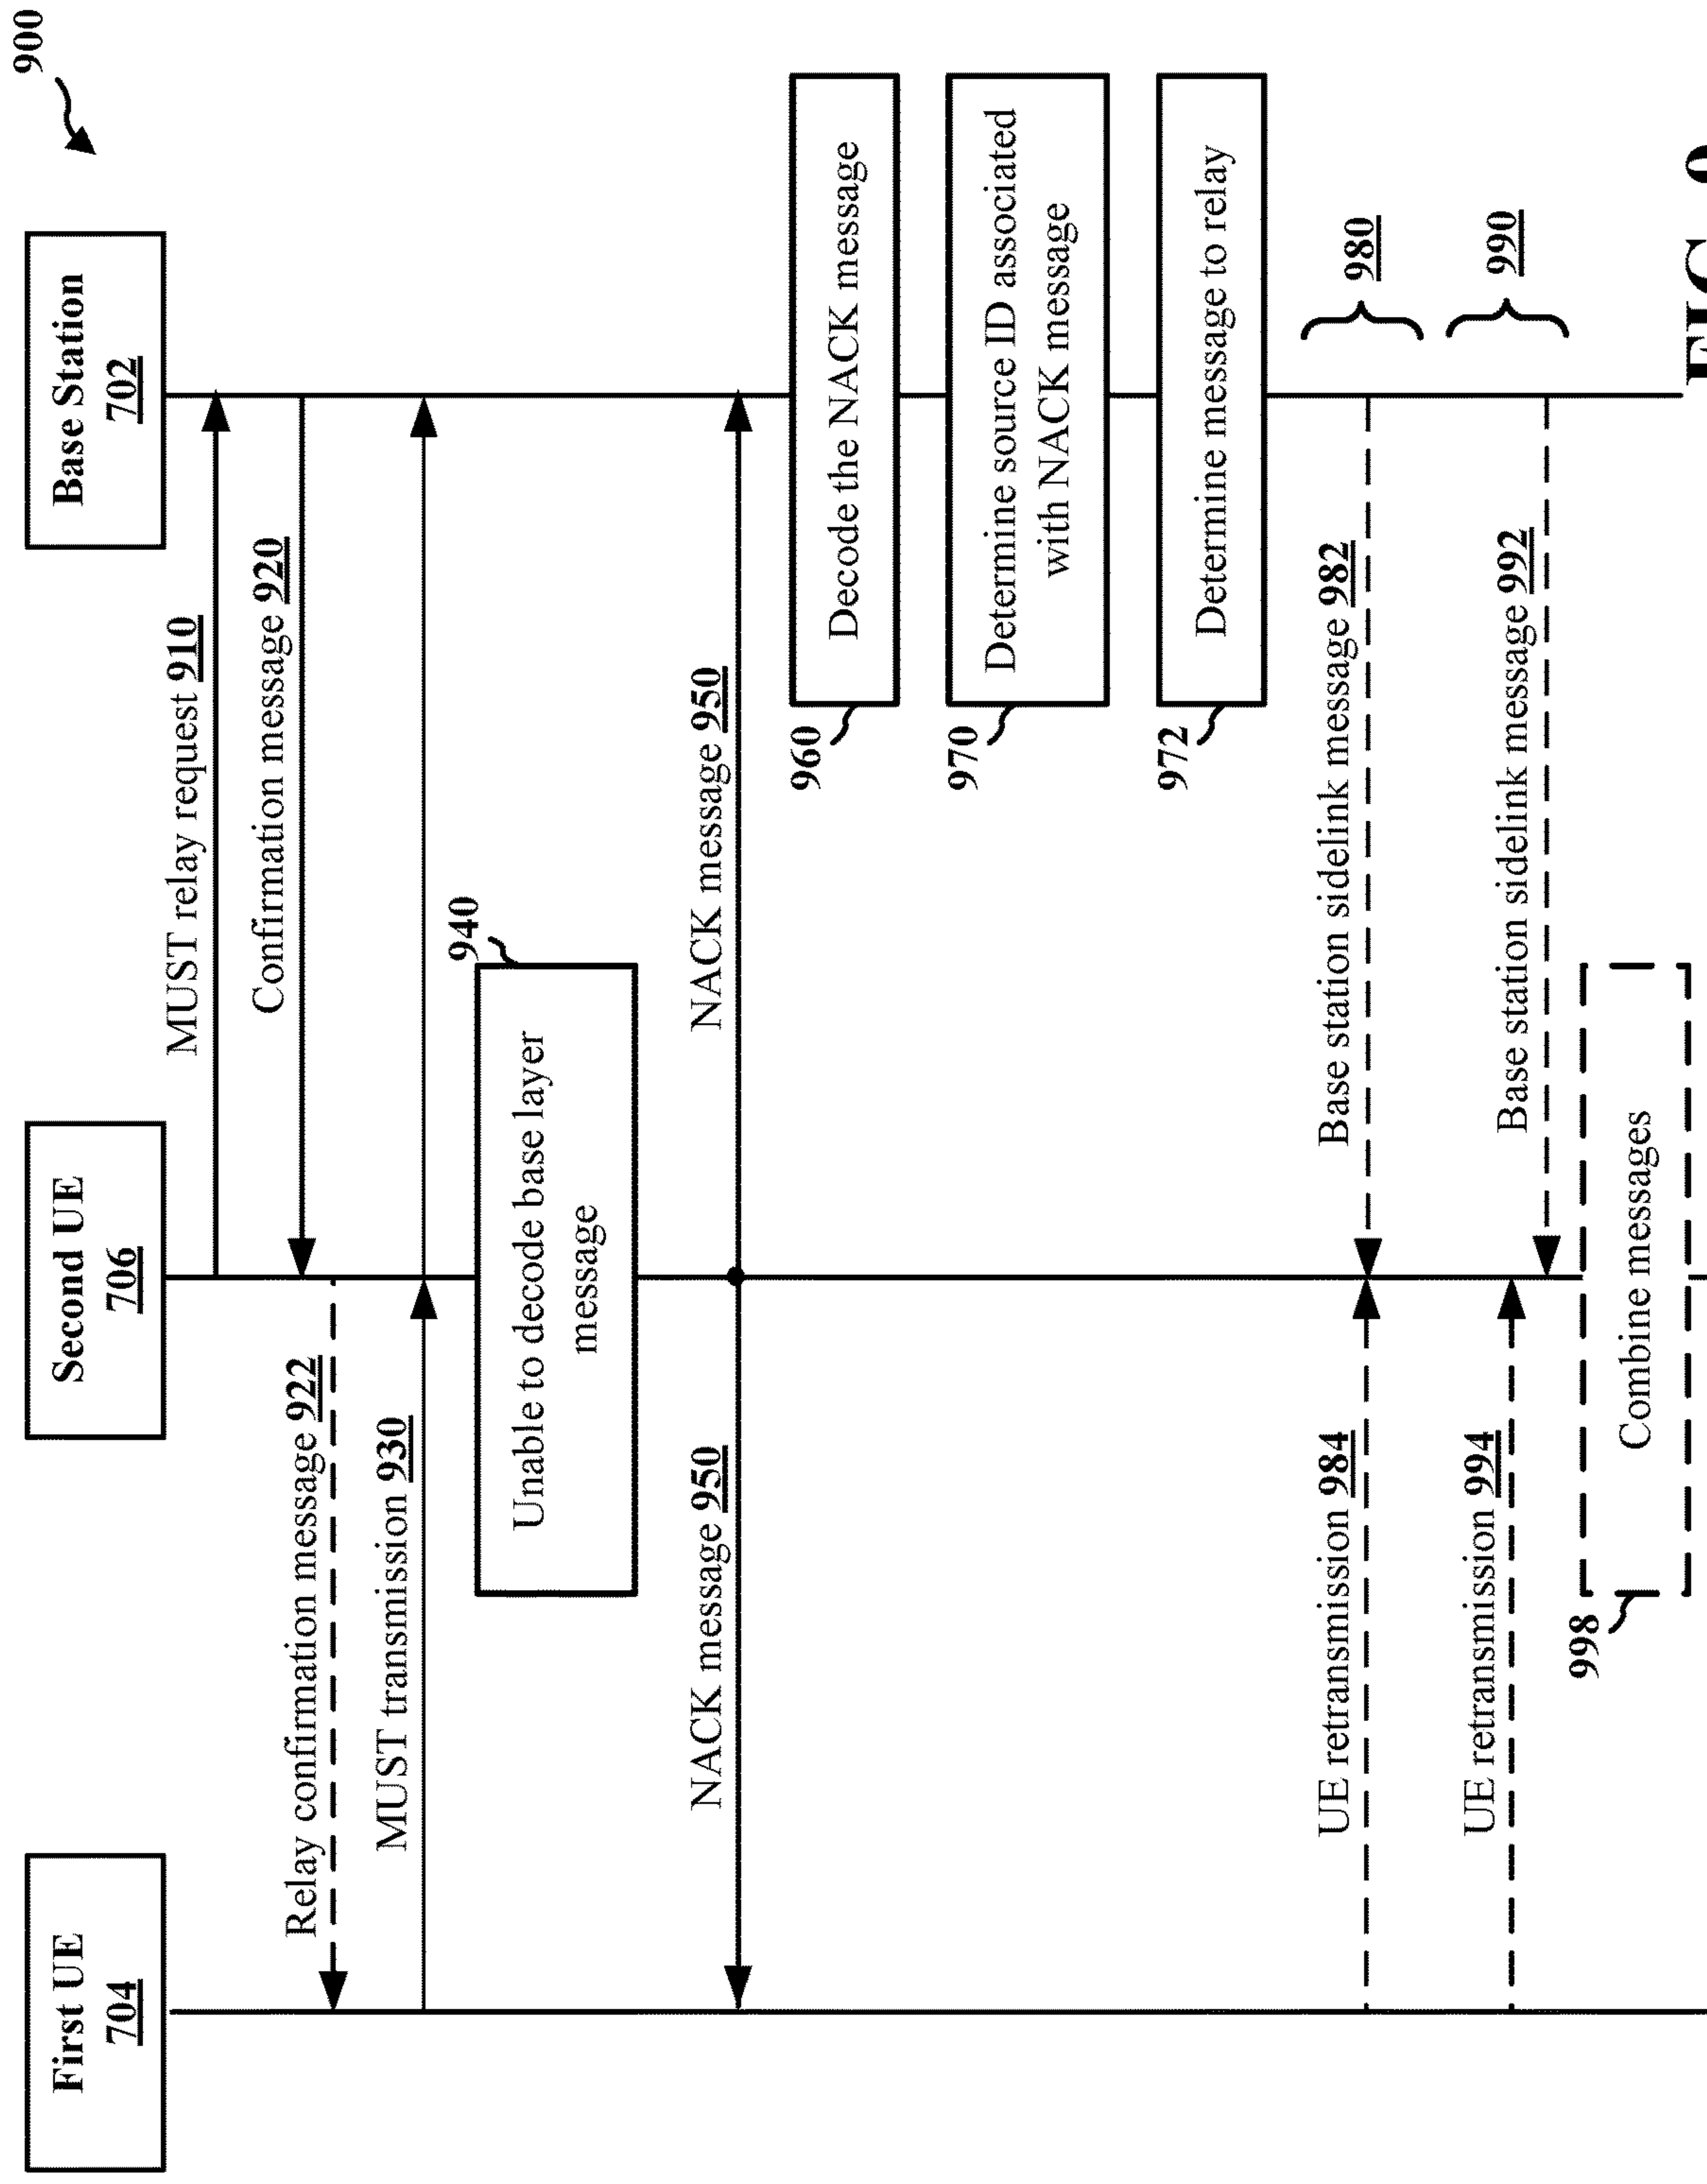 900
First UE
704
Second UE
706
Base Station
702
MUST relay request 910
Confirmation message 920
Relay confirmation message 922
MUST transmission 930
940
Unable to decode base layer
message
NACK message 950
NACK message 950
960
Decode the NACK message
970
Determine source ID associated
with NACK message
972
Determine message to relay
UE retransmission 984
Base station sidelink message 982
980
UE retransmission 994
Base station sidelink message 992
990
998
Combine messages